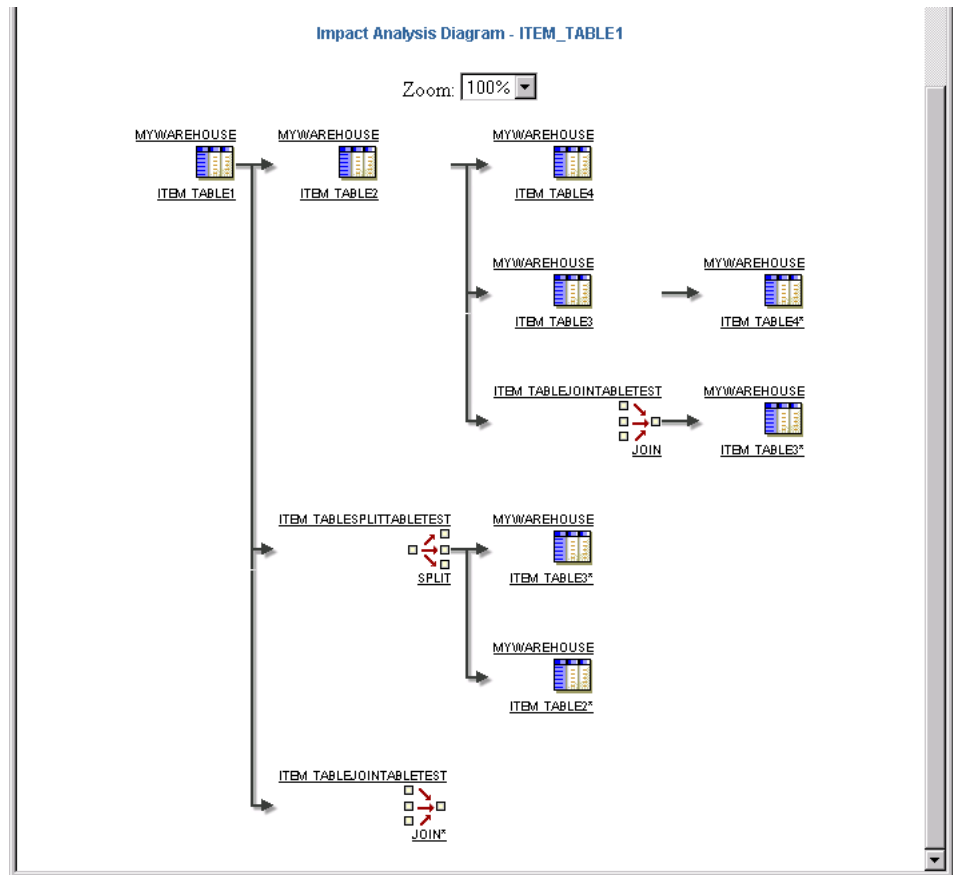 Impact Analysis Diagram - ITEM_TABLE1
Zoom: 100%
MYWAREHOUSE MYWAREHOUSE MYWAREHOUSE
ITEM TABLE1 ITEM TABLE2 ITEM TABLE4
MYWAREHOUSE MYWAREHOUSE
ITEM TABLE3 ITEM TABLE4*
ITEM TABLEJOINTABLETEST MYWAREHOUSE
JOIN ITEM TABLE3*
ITEM TABLESPLITTABLETEST MYWAREHOUSE
SPLIT ITEM TABLE3*
MYWAREHOUSE
ITEM TABLE2*
ITEM TABLEJOINTABLETEST
JOIN*